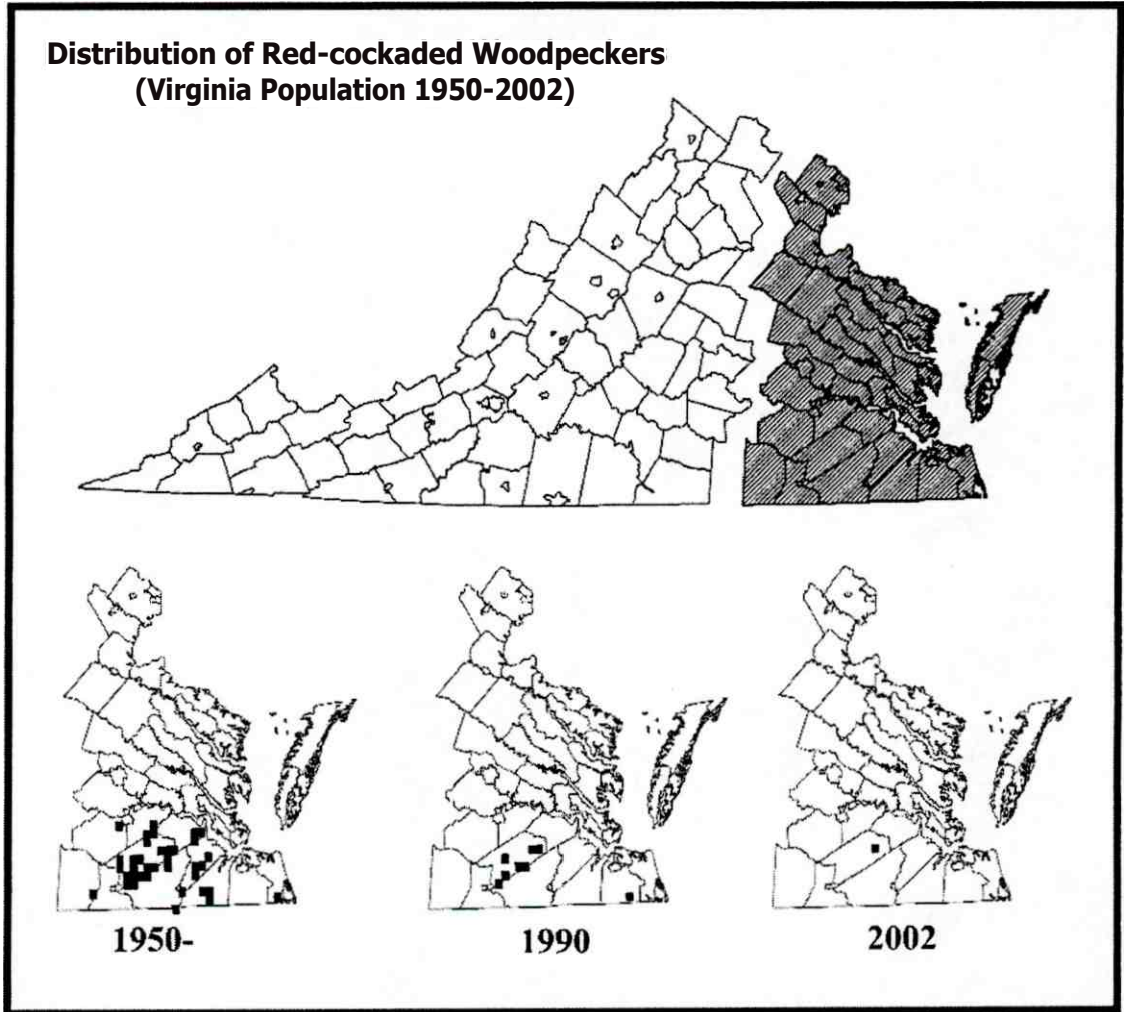 Distribution of Red-cockaded Woodpeckers
(Virginia Population 1950-2002)
1950-
1990
2002